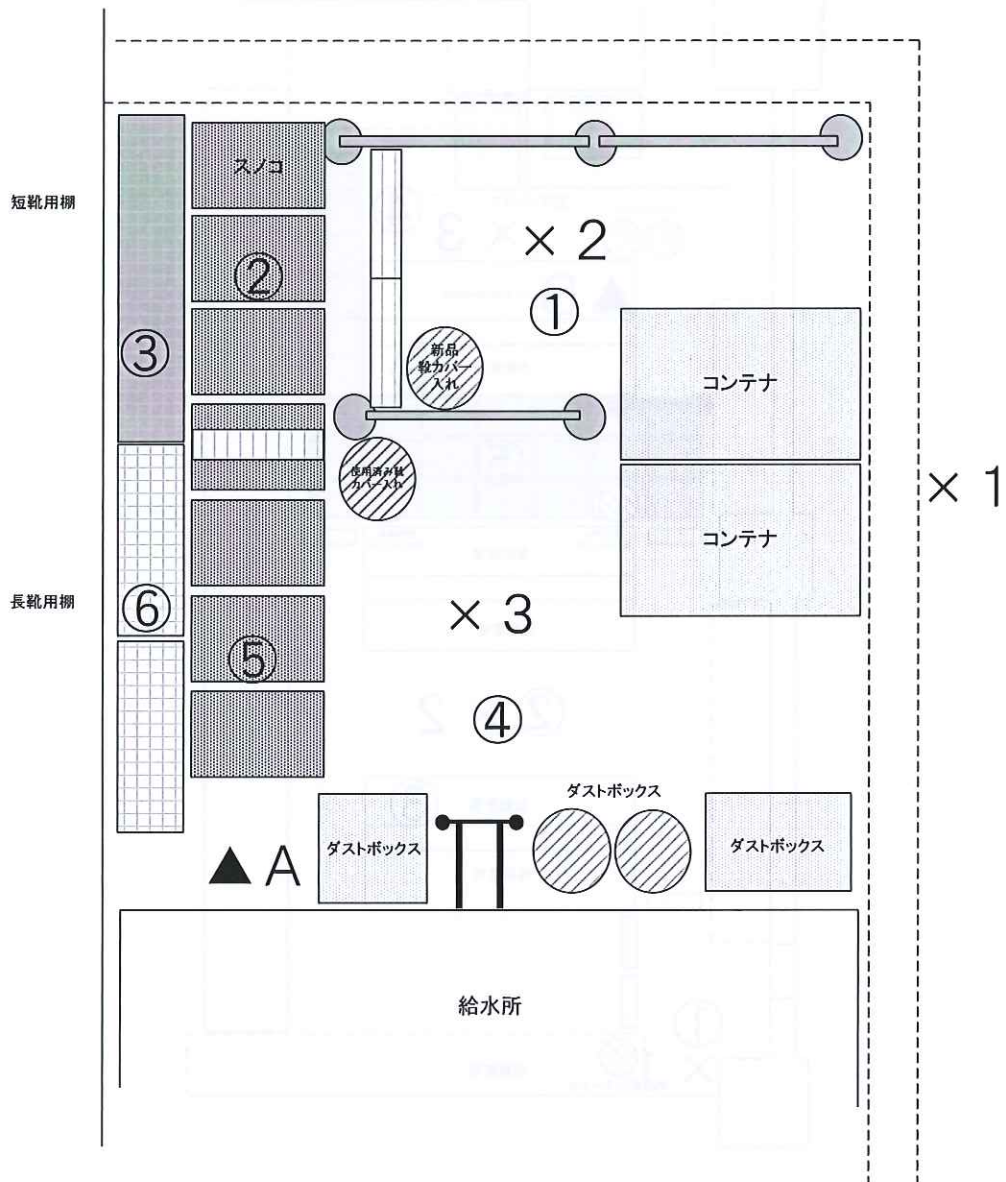 スノコ
短靴用棚
× 2
②
①
③
新品
靴カバー
入れ
コンテナ
使用済み靴
カバー入れ
× 1
コンテナ
長靴用棚
⑥
× 3
⑤
④
ダストボックス
ダストボックス
ダストボックス
▲ A
給水所